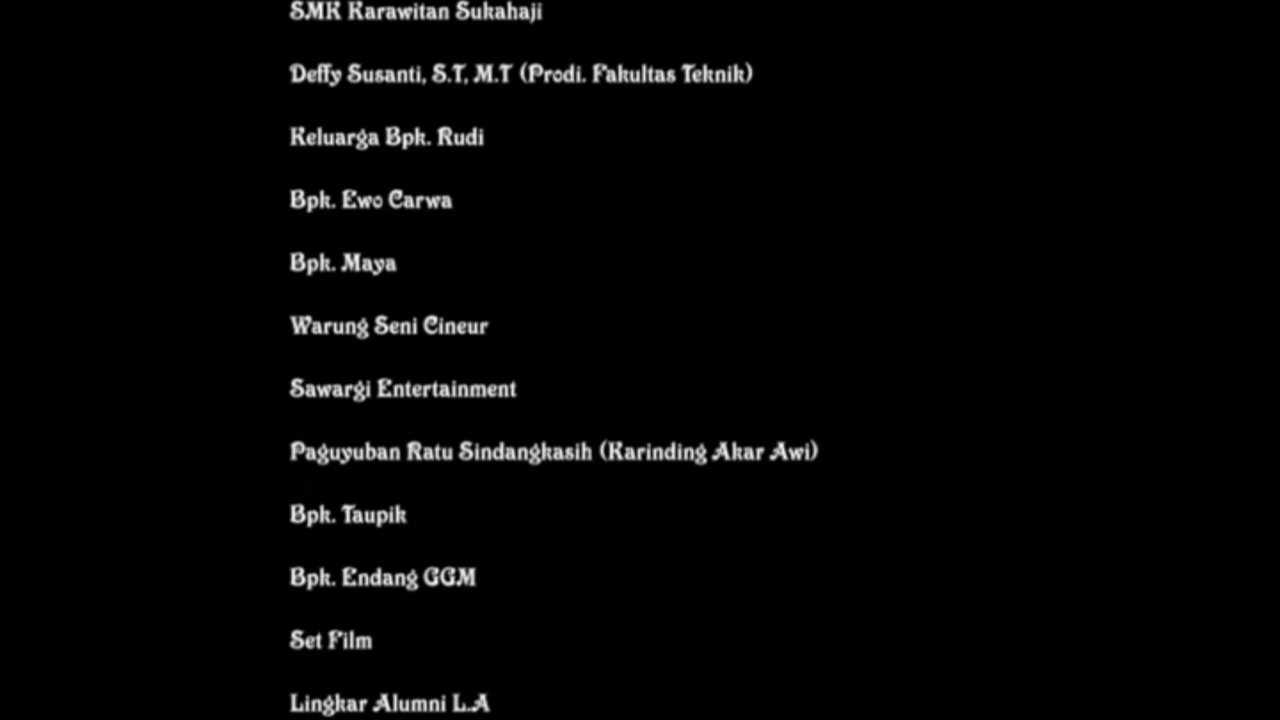 SMK Karawitan Sukahaji
Deffy Susanti, S.T, M.T (Prodi. Fakultas Teknik)
Keluarga Bpk. Rudi
Bpk. Ewo Carwa
Bpk. Maya
Warung Seni Cineur
Sawargi Entertainment
Paguyuban Ratu Sindangkasih (Karinding Akar Awi)
Bpk. Taupik
Bpk. Endang GGM
Set Film
Lingkar Alumni L.A